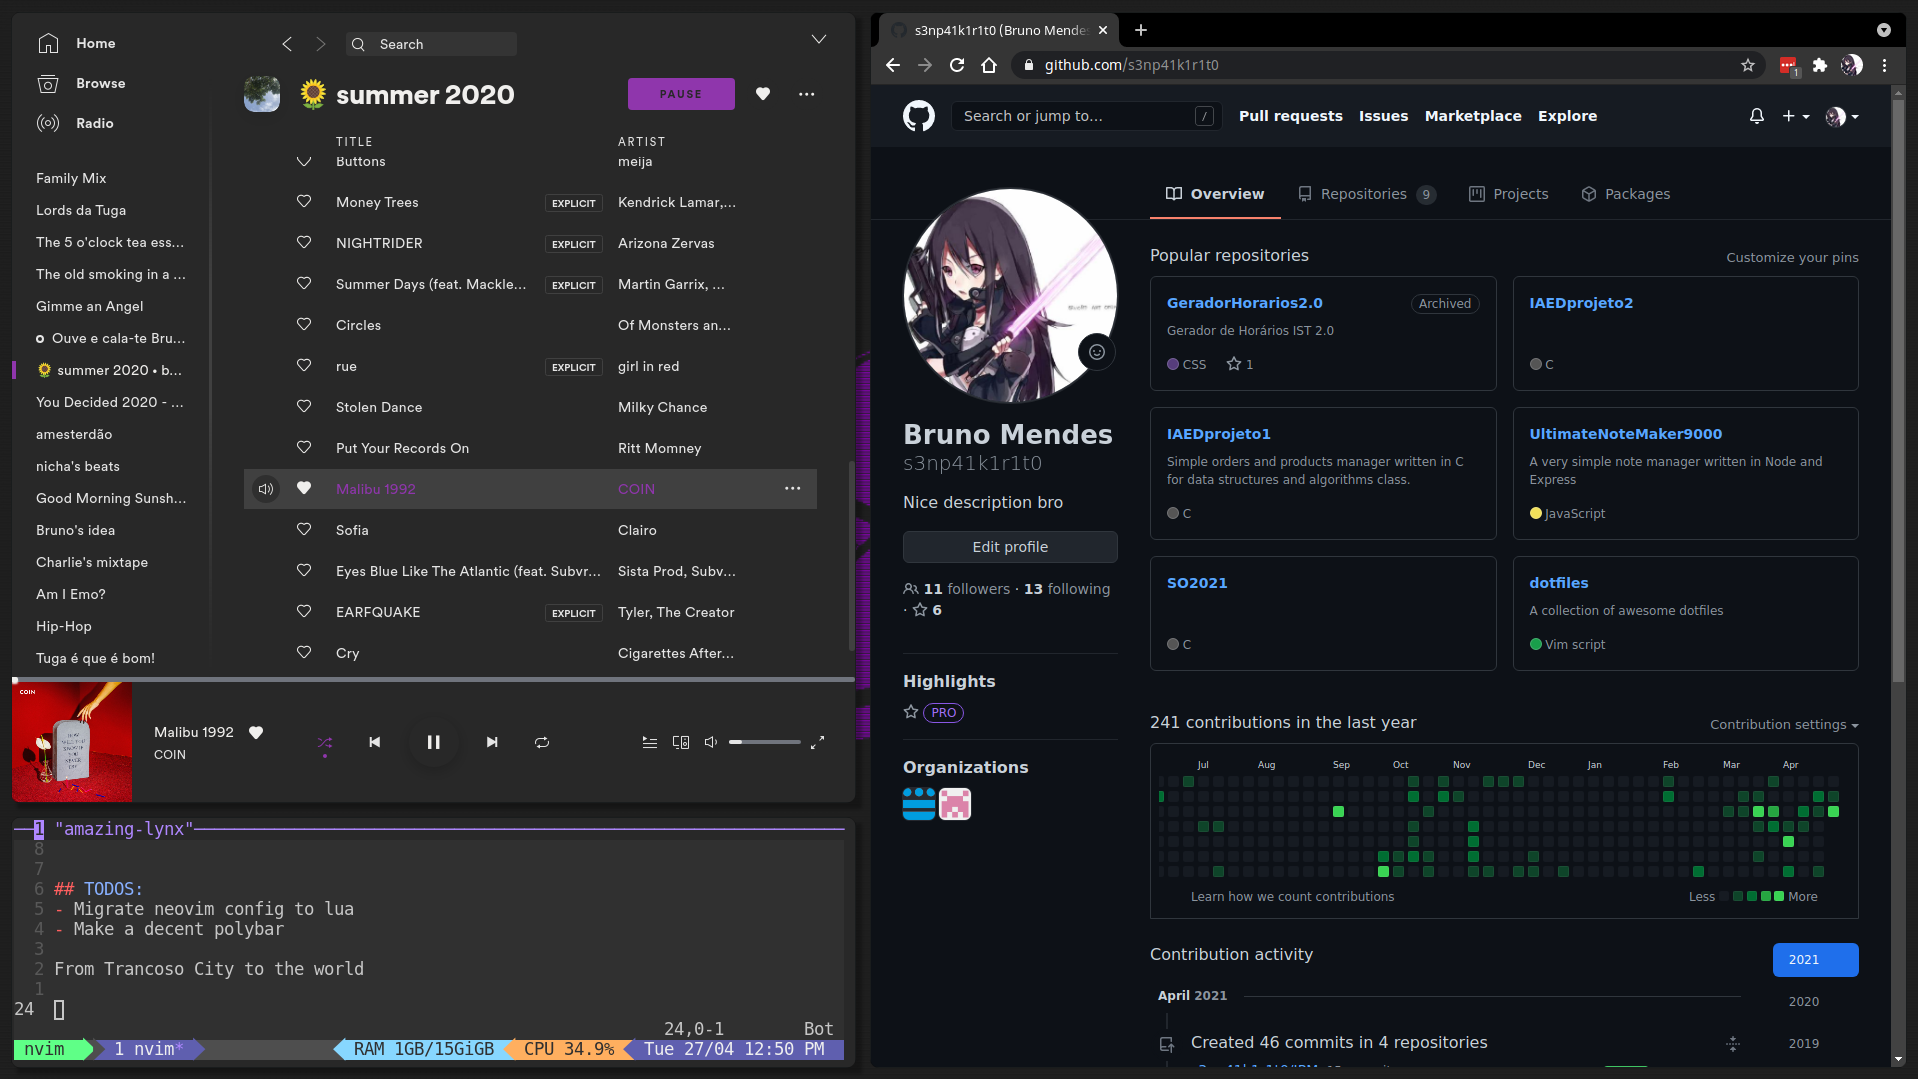 Home
Browse
Radio
Family Mix
Lords da Tuga
The 5 o'clock tea ess...
The old smoking in a ...
Gimme an Angel
Ouve e cala-te Bru...
🌻 summer 2020 • b...
You Decided 2020 - ...
amesterdão
nicha's beats
Good Morning Sunsh...
Bruno's idea
Charlie's mixtape
Am I Emo?
Hip-Hop
Tuga é que é bom!
Search
🌻 summer 2020
PAUSE
TITLE ARTIST
Buttons meija
Money Trees EXPLICIT Kendrick Lamar,...
NIGHTRIDER EXPLICIT Arizona Zervas
Summer Days (feat. Mackle... EXPLICIT Martin Garrix, ...
Circles Of Monsters an...
rue EXPLICIT girl in red
Stolen Dance Milky Chance
Put Your Records On Ritt Momney
Malibu 1992 COIN
Sofia Clairo
Eyes Blue Like The Atlantic (feat. Subvr... Sista Prod, Subv...
EARFQUAKE EXPLICIT Tyler, The Creator
Cry Cigarettes After...
COIN
Malibu 1992
COIN
1 "amazing-lynx"
8
7
6 ## TODOS:
5 - Migrate neovim config to lua
4 - Make a decent polybar
3
2 From Trancoso City to the world
1
24
24,0-1 Bot
nvim 1 nvim* RAM 1GB/15GiGB CPU 34.9% Tue 27/04 12:50 PM
s3np41k1r1t0 (Bruno Mendes
github.com/s3np41k1r1t0
1
Search or jump to... /
Pull requests Issues Marketplace Explore
Overview Repositories 9 Projects Packages
Bruno Mendes
s3np41k1r1t0
Nice description bro
Edit profile
11 followers · 13 following
· 6
Highlights
PRO
Organizations
Popular repositories
Customize your pins
GeradorHorarios2.0 Archived
Gerador de Horários IST 2.0
CSS 1
IAEDprojeto2
C
IAEDprojeto1
Simple orders and products manager written in C
for data structures and algorithms class.
C
UltimateNoteMaker9000
A very simple note manager written in Node and
Express
JavaScript
SO2021
C
dotfiles
A collection of awesome dotfiles
Vim script
241 contributions in the last year
Contribution settings
Jul Aug Sep Oct Nov Dec Jan Feb Mar Apr
Learn how we count contributions
Less More
Contribution activity
2021
2020
2019
April 2021
Created 46 commits in 4 repositories